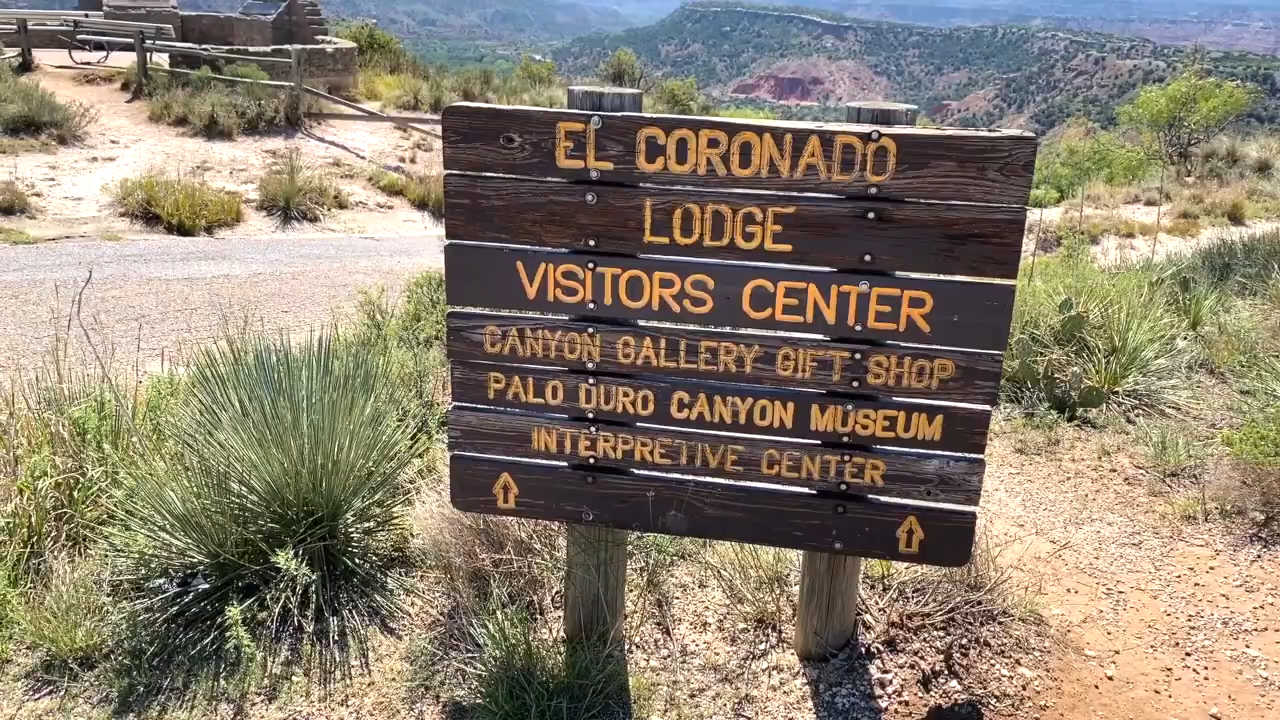 EL CORONADO
LODGE
VISITORS CENTER
CANYON GALLERY GIFT SHOP
PALO DURO CANYON MUSEUM
INTERPRETIVE CENTER